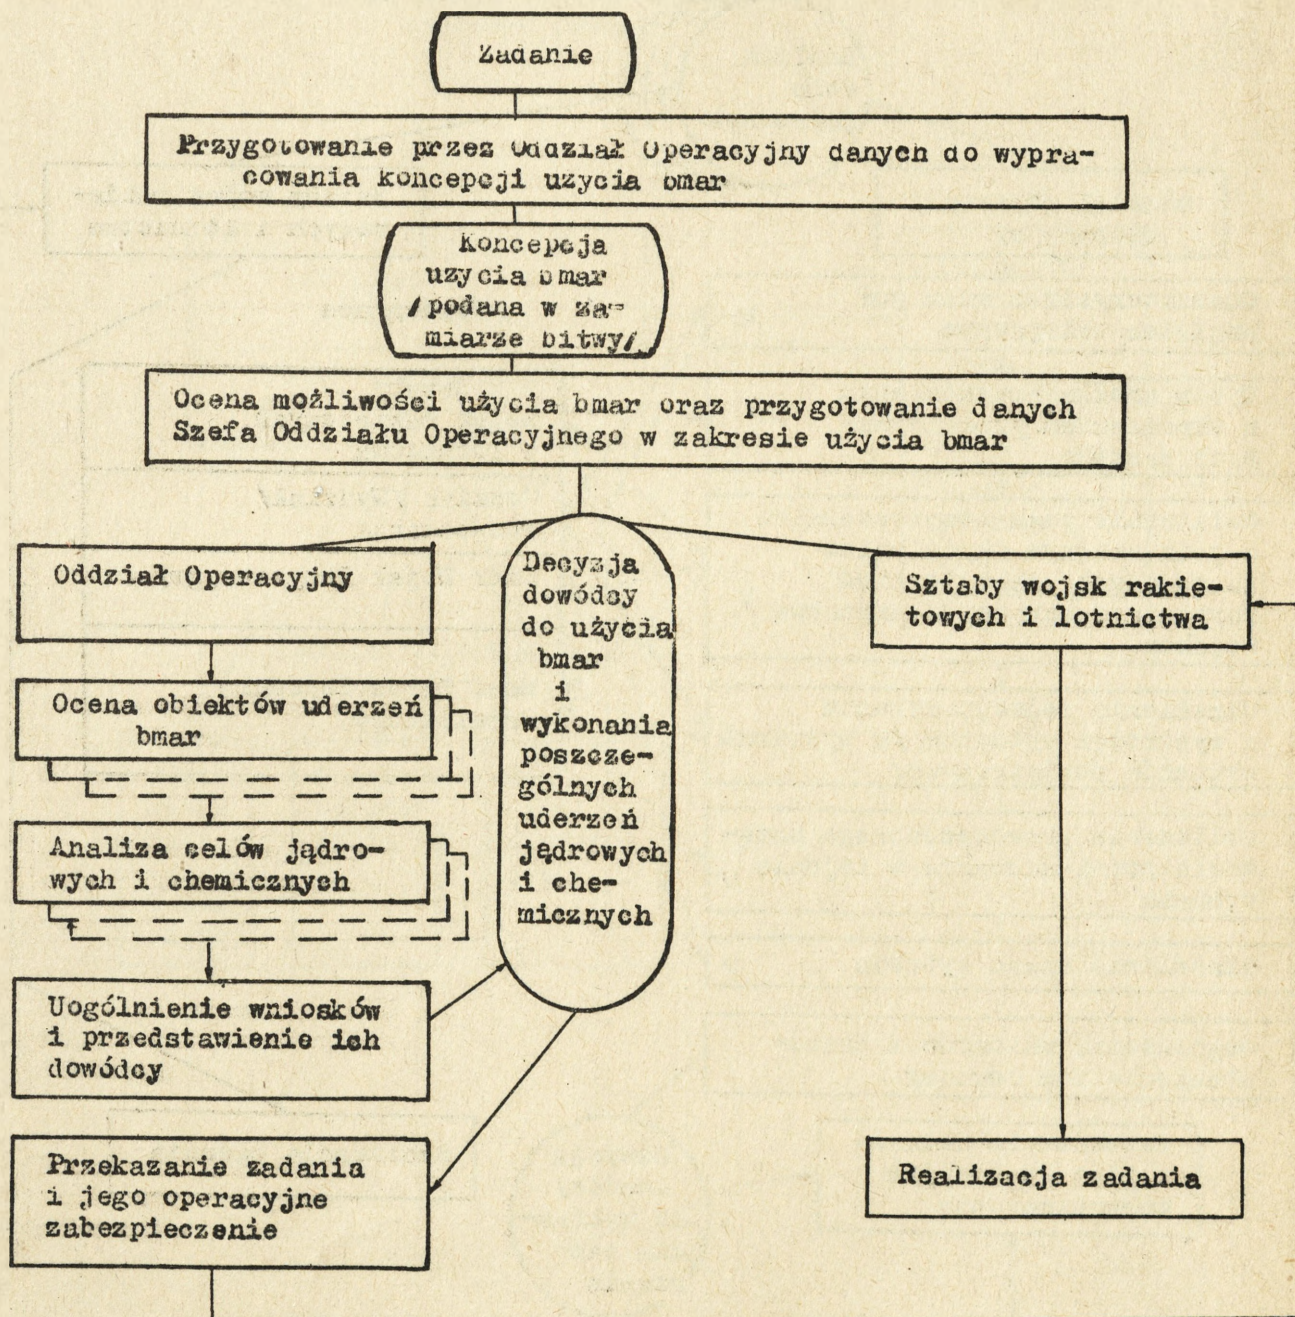 Zadanie
Przygotowanie przez Oddział Operacyjny danych do wypra-
cowania koncepcji uzycia bmar
Koncepcja
uzycia bmar
/podana w za-
miarze bitwy/
Ocena możliwości użycia bmar oraz przygotowanie danych
Szefa Oddziału Operacyjnego w zakresie użycia bmar
Oddział Operacyjny
Decyzja
dowódcy
do użycia
bmar
i
wykonania
poszcze-
gólnych
uderzeń
jądrowych
i che-
micznych
Sztaby wojsk rakie-
towych i lotnictwa
Ocena obiektów uderzeń
bmar
Analiza celów jądro-
wych i chemicznych
Uogólnienie wniosków
i przedstawienie ich
dowódcy
Przekazanie zadania
i jego operacyjne
zabezpieczenie
Realizacja zadania